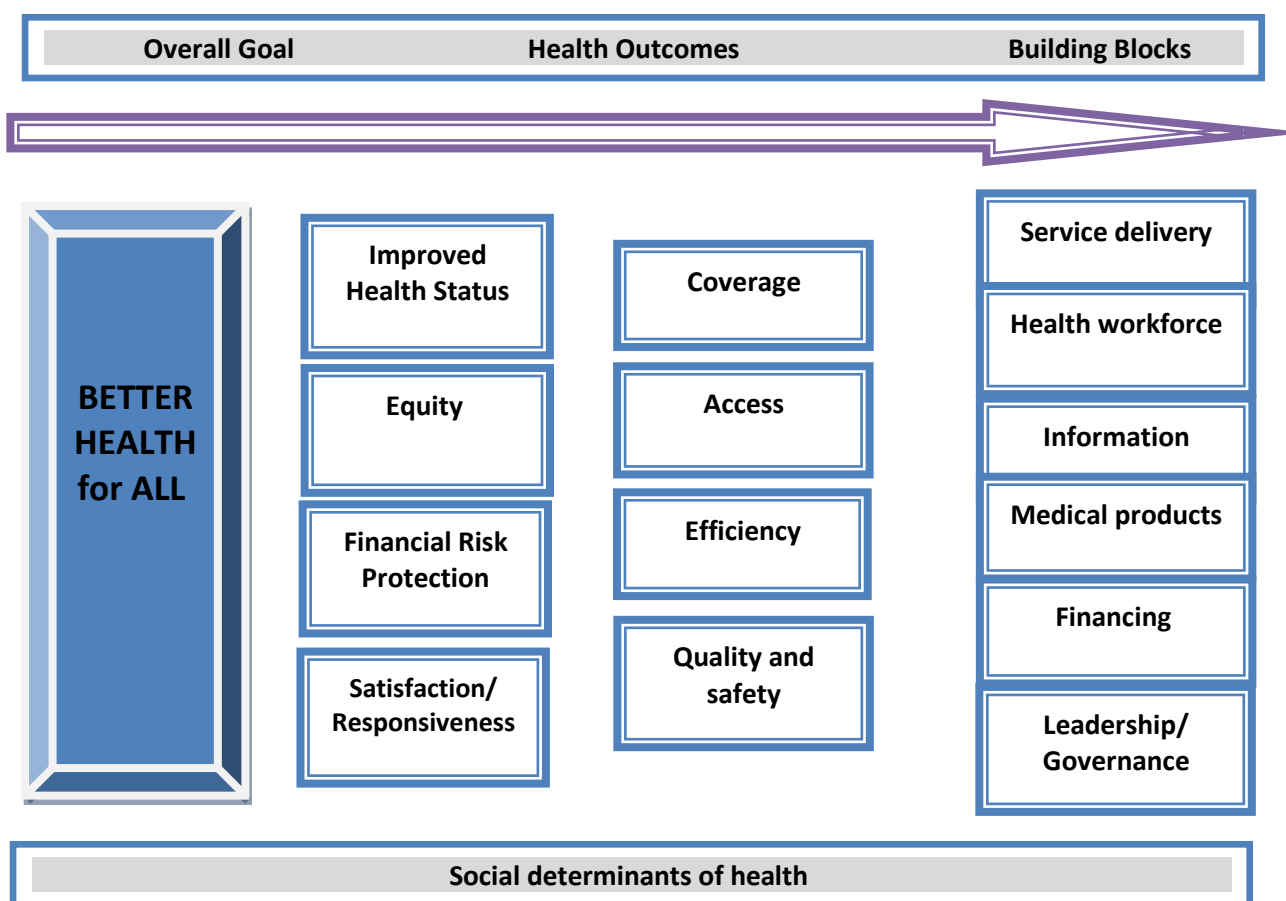 Overall Goal Health Outcomes Building Blocks
BETTER
HEALTH
for ALL
Improved
Health Status
Equity
Financial Risk
Protection
Satisfaction/
Responsiveness
Coverage
Access
Efficiency
Quality and
safety
Service delivery
Health workforce
Information
Medical products
Financing
Leadership/
Governance
Social determinants of health